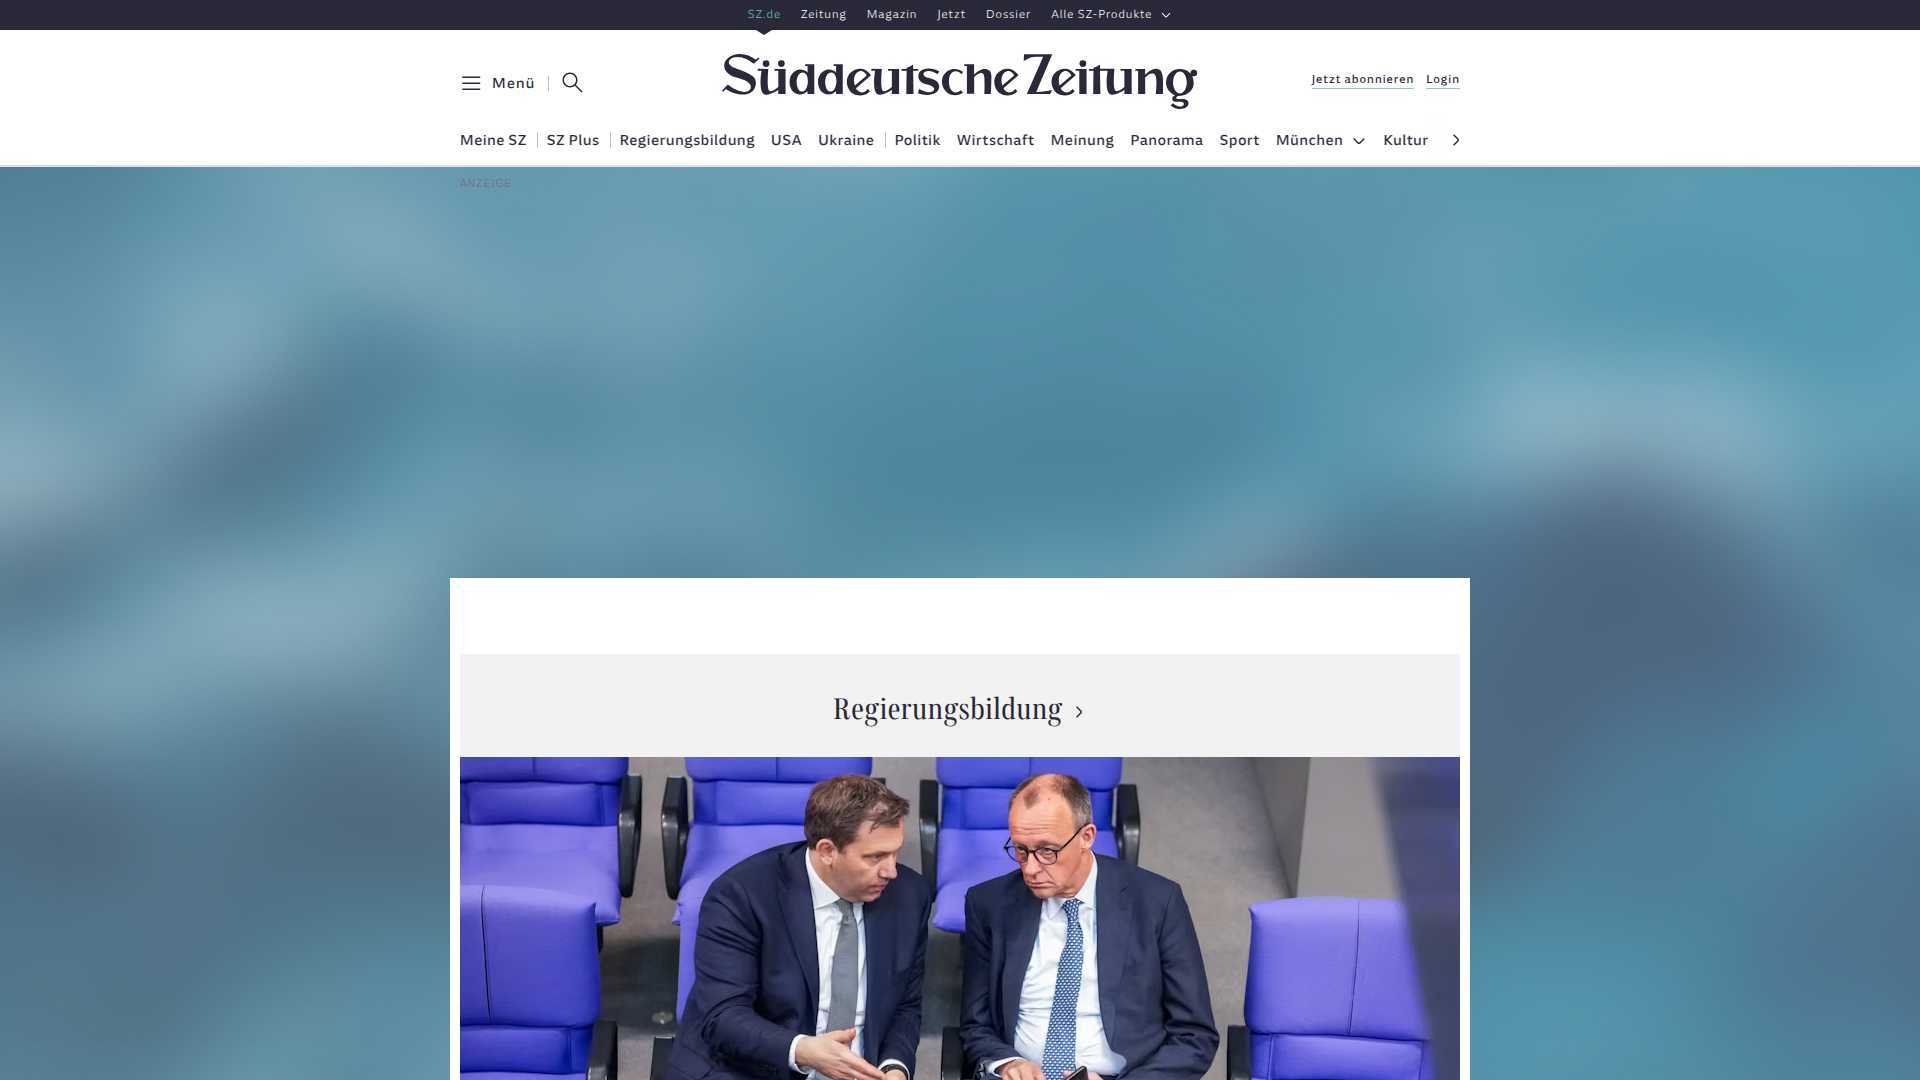 SZ.de Zeitung Magazin Jetzt Dossier Alle SZ-Produkte
Menü
Süddeutsche Zeitung
Jetzt abonnieren Login
Meine SZ SZ Plus Regierungsbildung USA Ukraine Politik Wirtschaft Meinung Panorama Sport München Kultur
ANZEIGE
Regierungsbildung